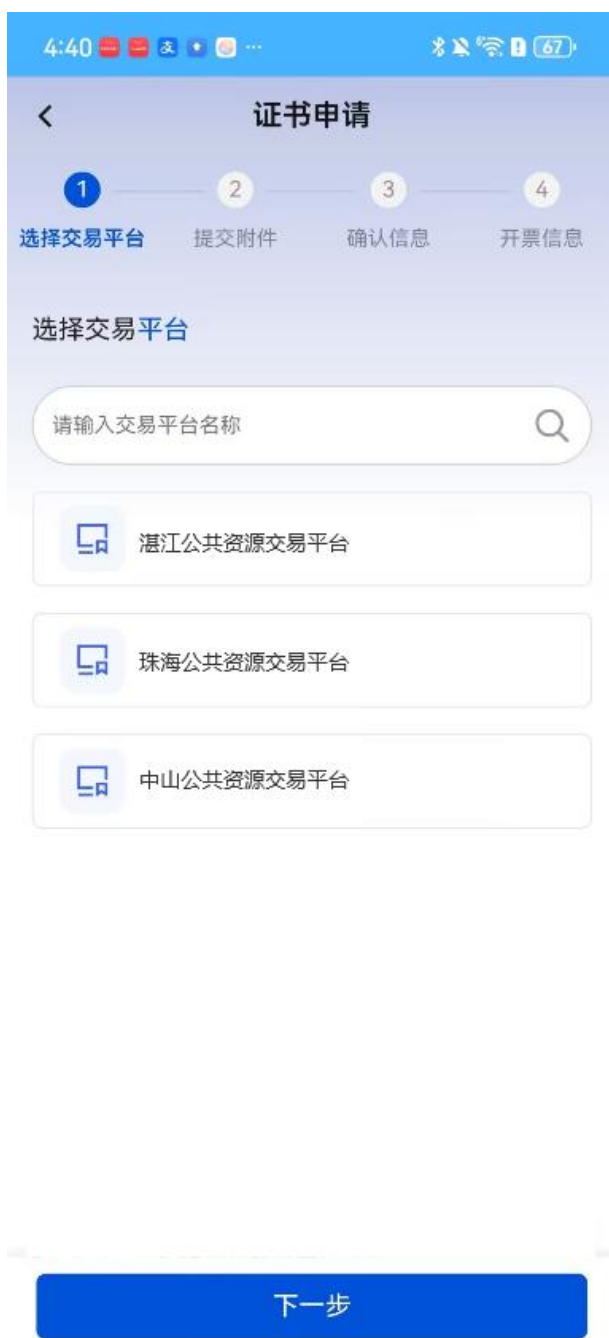 4:40
67
证书申请
1 2 3 4
选择交易平台 提交附件 确认信息 开票信息
选择交易平台
请输入交易平台名称
湛江公共资源交易平台
珠海公共资源交易平台
中山公共资源交易平台
下一步